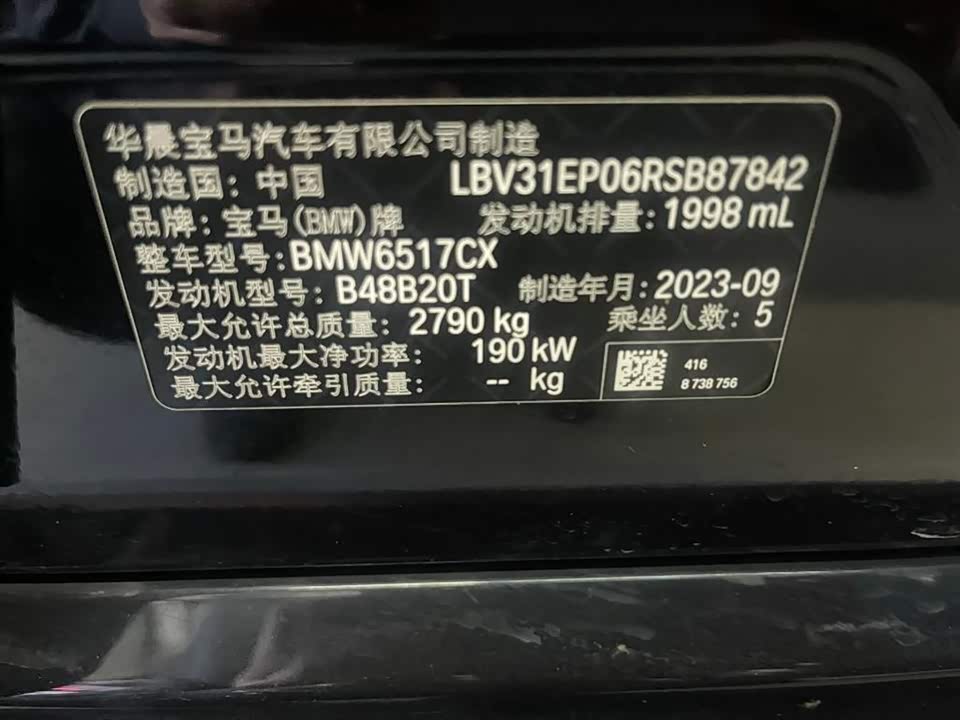 华晨宝马汽车有限公司制造
制造国：中国 LBV31EP06RSB87842
品牌：宝马(BMW)牌 发动机排量：1998 mL
整车型号：BMW6517CX
发动机型号：B48B20T 制造年月：2023-09
最大允许总质量：2790 kg 乘坐人数：5
发动机最大净功率：190 kW
最大允许牵引质量：-- kg
416
8 738 756